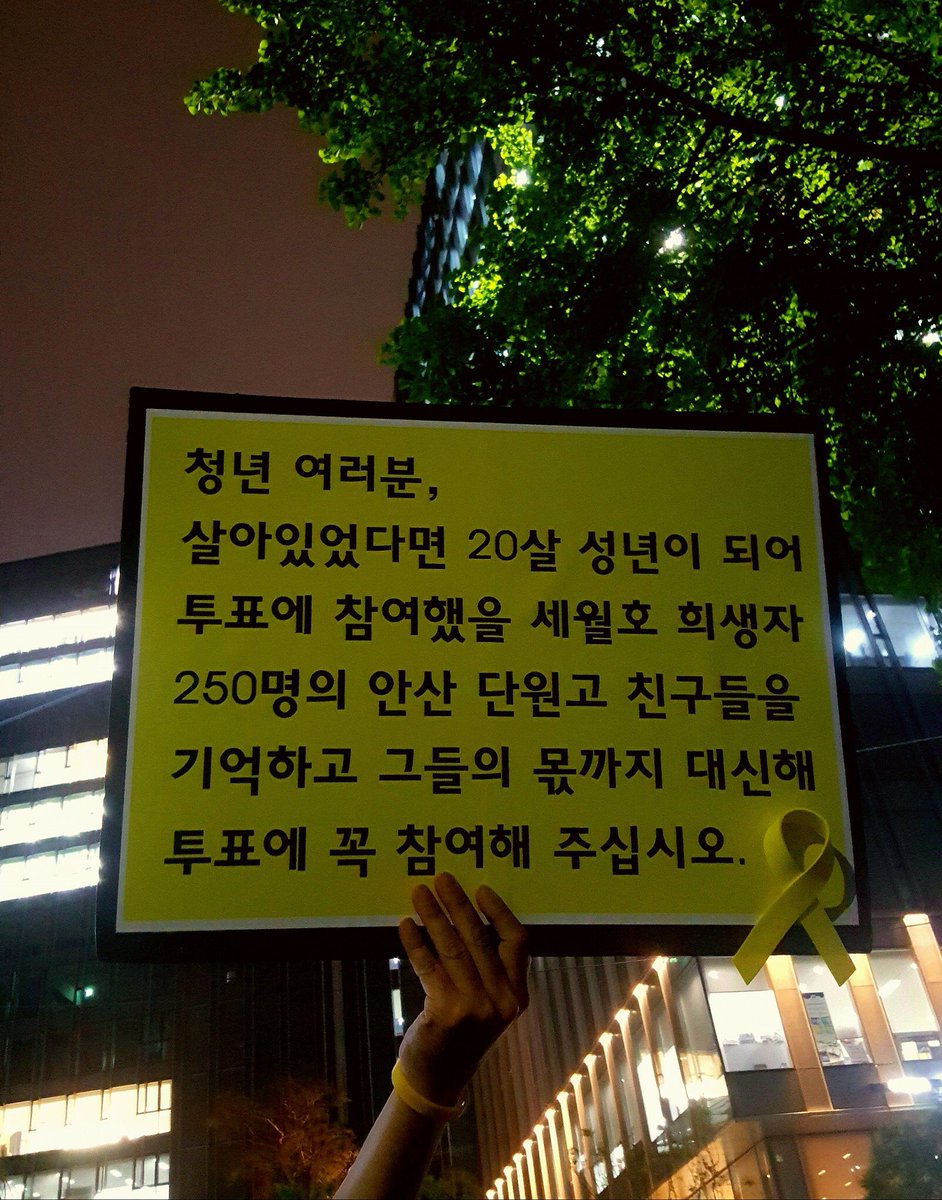 청년 여러분,
살아있었다면 20살 성년이 되어
투표에 참여했을 세월호 희생자
250명의 안산 단원고 친구들을
기억하고 그들의 몫까지 대신해
투표에 꼭 참여해 주십시오.